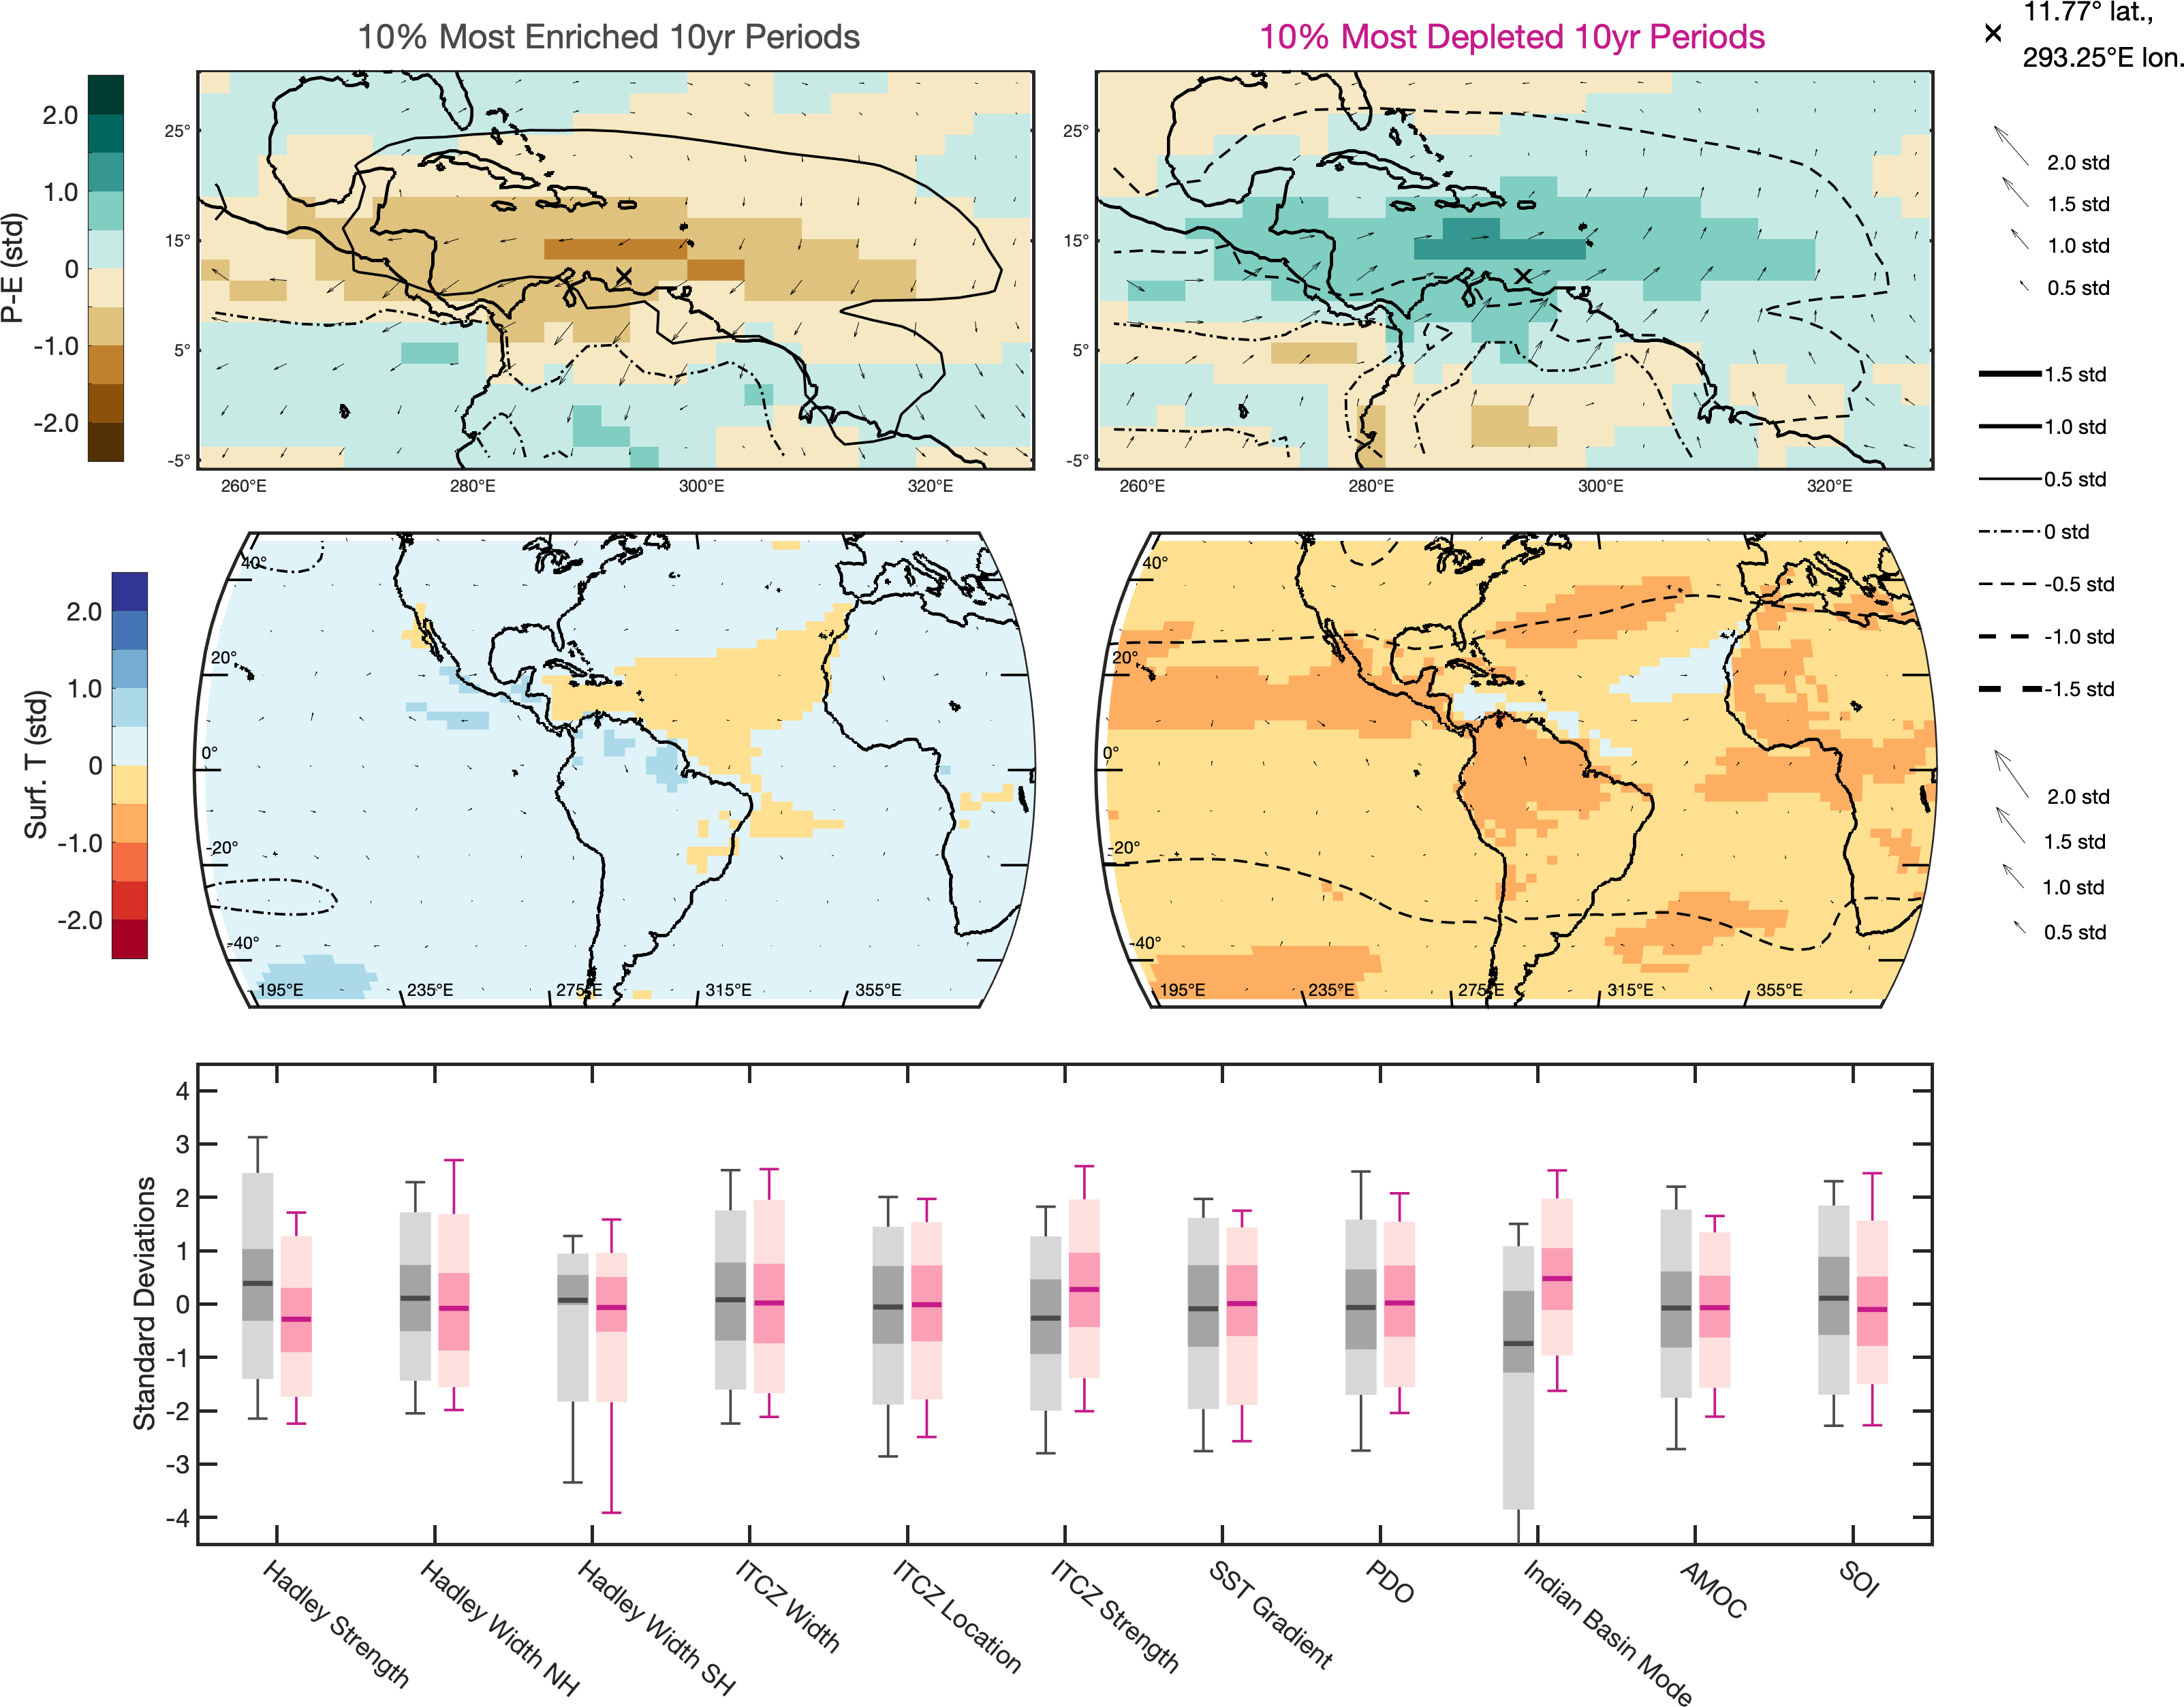 10% Most Enriched 10yr Periods
10% Most Depleted 10yr Periods
11.77° lat.,
293.25°E lon.
P-E (std)
2.0
1.0
0
-1.0
-2.0
25°
15°
5°
-5°
260°E
280°E
300°E
320°E
25°
15°
5°
-5°
260°E
280°E
300°E
320°E
2.0 std
1.5 std
1.0 std
0.5 std
1.5 std
1.0 std
0.5 std
0 std
-0.5 std
-1.0 std
-1.5 std
Surf. T (std)
2.0
1.0
0
-1.0
-2.0
40°
20°
0°
-20°
-40°
195°E
235°E
275°E
315°E
355°E
40°
20°
0°
-20°
-40°
195°E
235°E
275°E
315°E
355°E
2.0 std
1.5 std
1.0 std
0.5 std
Standard Deviations
4
3
2
1
0
-1
-2
-3
-4
Hadley Strength
Hadley Width NH
Hadley Width SH
ITCZ Width
ITCZ Location
ITCZ Strength
SST Gradient
PDO
Indian Basin Mode
AMOC
SOI